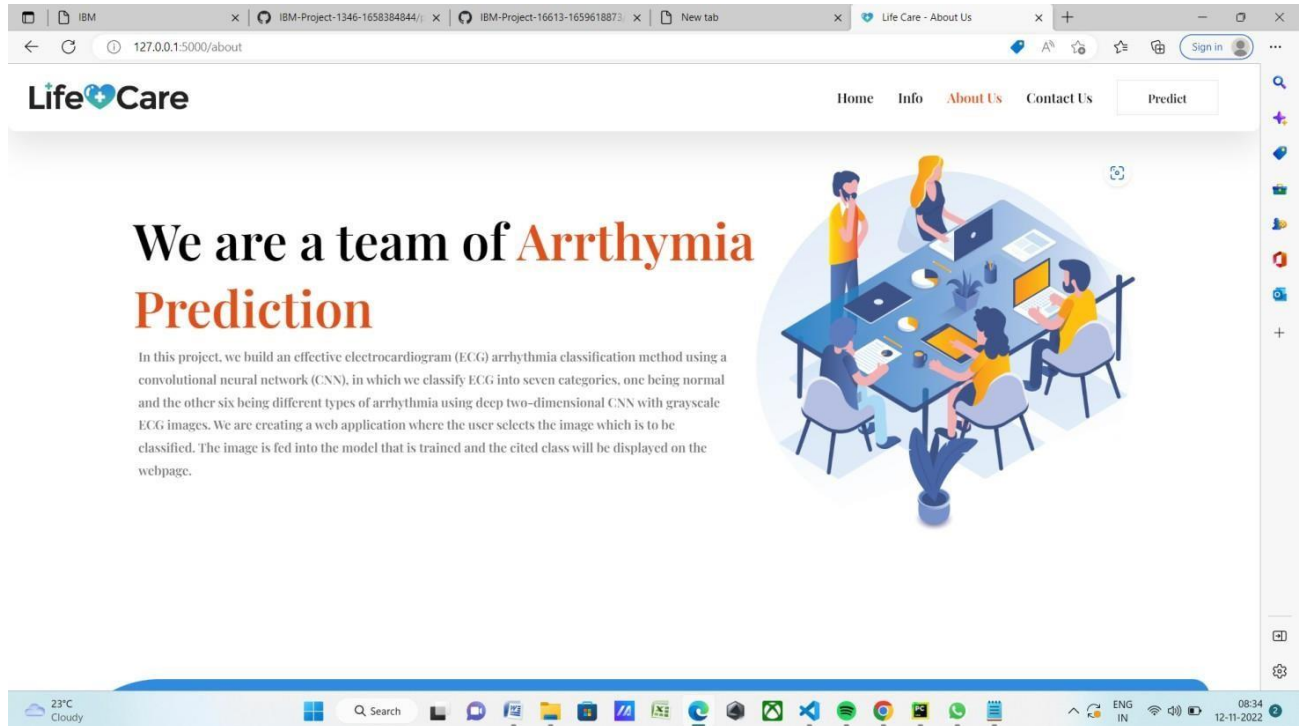 IBM
IBM-Project-1346-1658384844/
IBM-Project-16613-1659618873
New tab
Life Care - About Us
127.0.0.1:5000/about
Sign in
Life Care
Home Info About Us Contact Us Predict
We are a team of Arrthymia
Prediction
In this project, we build an effective electrocardiogram (ECG) arrhythmia classification method using a
convolutional neural network (CNN), in which we classify ECG into seven categories, one being normal
and the other six being different types of arrhythmia using deep two-dimensional CNN with grayscale
ECG images. We are creating a web application where the user selects the image which is to be
classified. The image is fed into the model that is trained and the cited class will be displayed on the
webpage.
23°C
Cloudy
Search
ENG
IN
08:34
12-11-2022
2